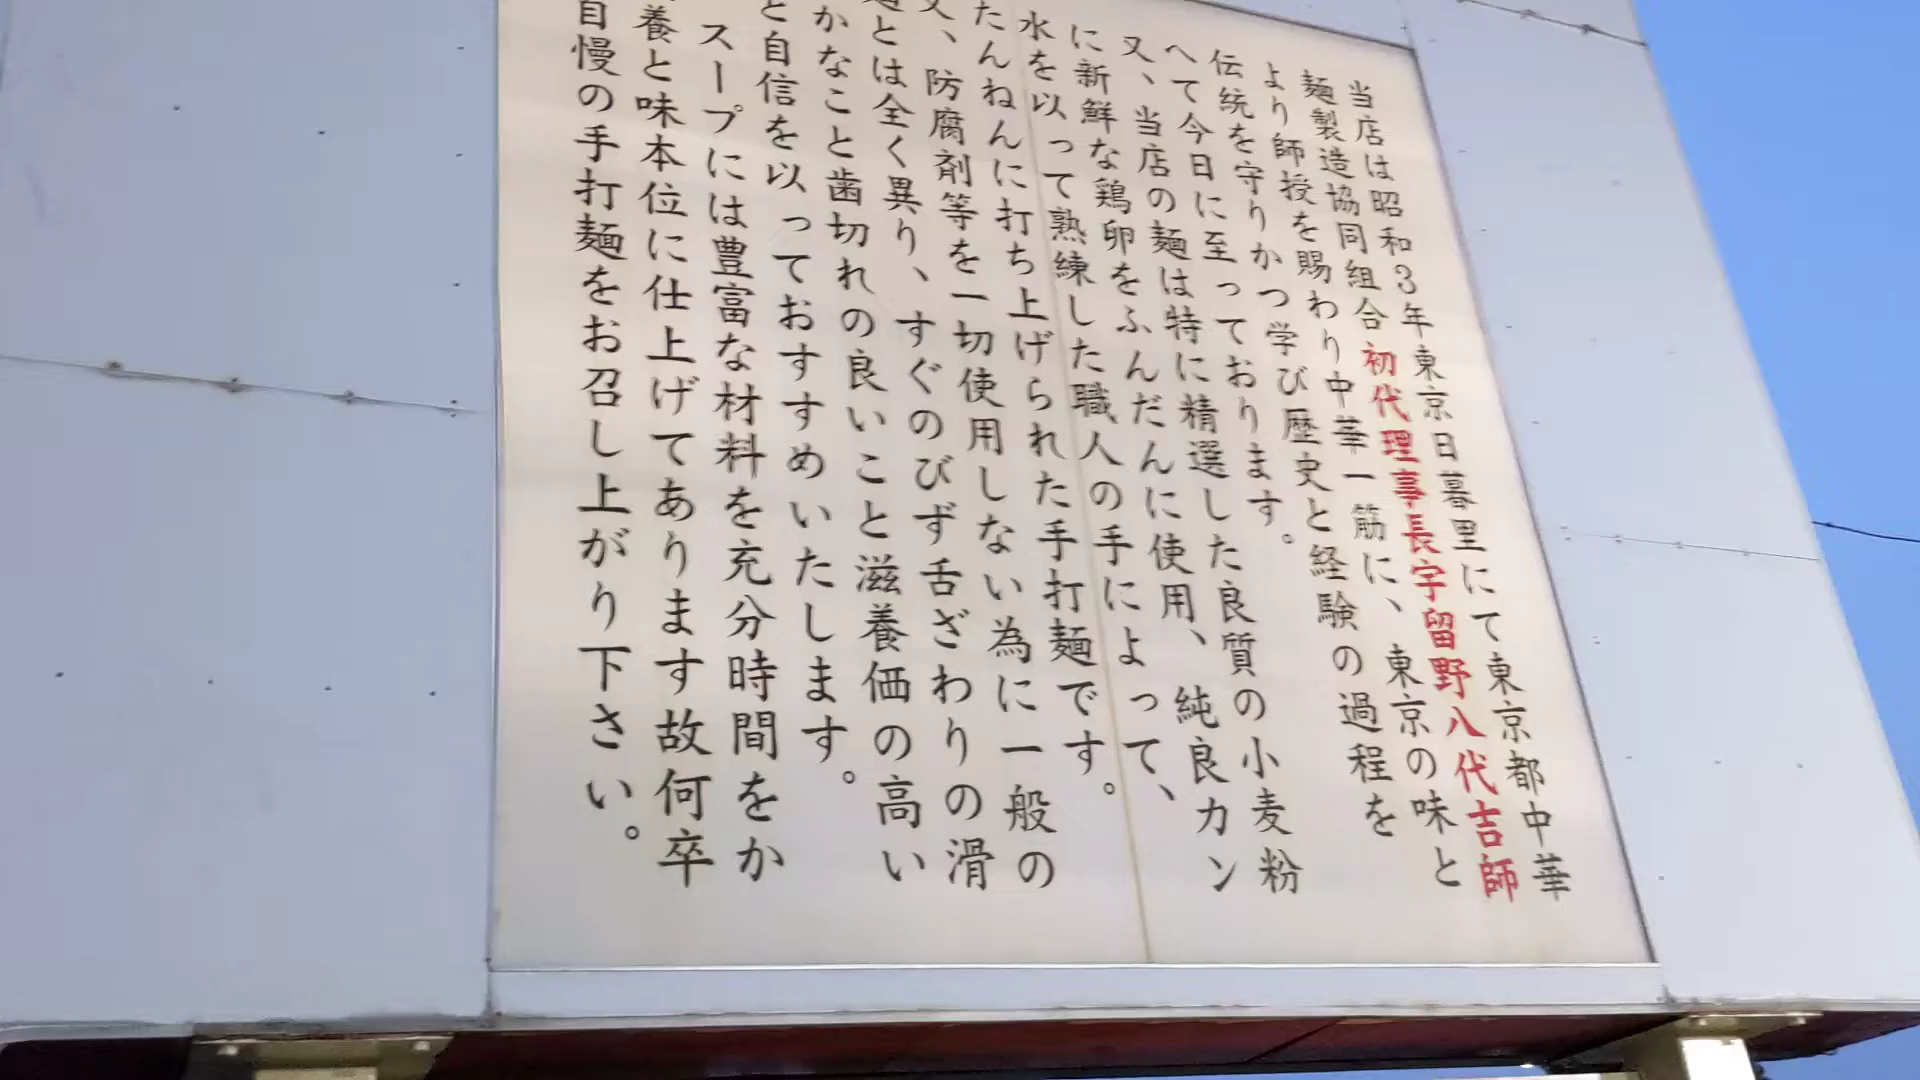 当店は昭和3年東京日暮里にて東京都中華
麺製造協同組合初代理事長宇留野八代吉師
より師授を賜わり中華一筋に、東京の味と
伝統を守りかつ学び歴史と経験の過程を
へて今日に至っております。
又、当店の麺は特に精選した良質の小麦粉
に新鮮な鶏卵をふんだんに使用、純良カン
水を以って熟練した職人の手によって、
たんねんに打ち上げられた手打麺です。
又、防腐剤等を一切使用しない為に一般の
とは全く異り、すぐのびず舌ざわりの滑
かなこと歯切れの良いこと滋養価の高い
と自信を以っておすすめいたします。
スープには豊富な材料を充分時間をか
養と味本位に仕上げてあります故何卒
自慢の手打麺をお召し上がり下さい。